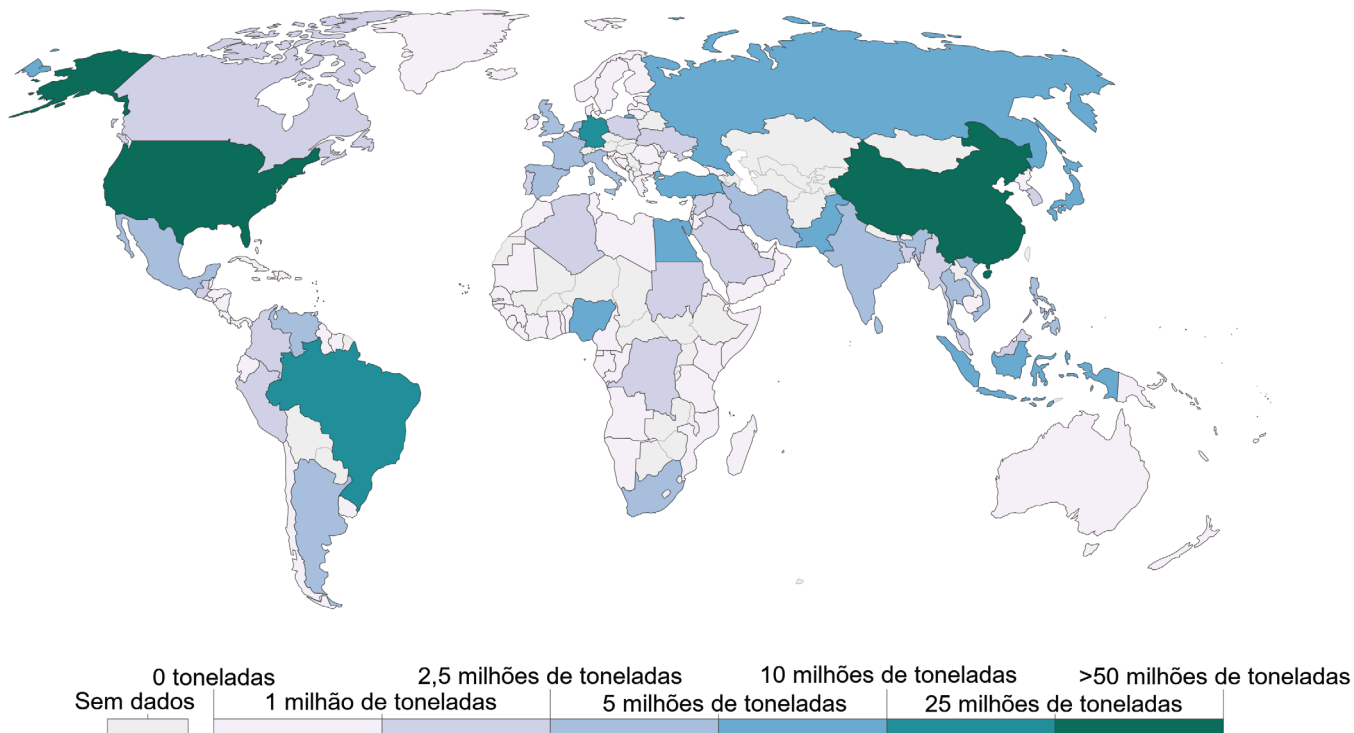 0 toneladas 2,5 milhões de toneladas 10 milhões de toneladas >50 milhões de toneladas
Sem dados 1 milhão de toneladas 5 milhões de toneladas 25 milhões de toneladas